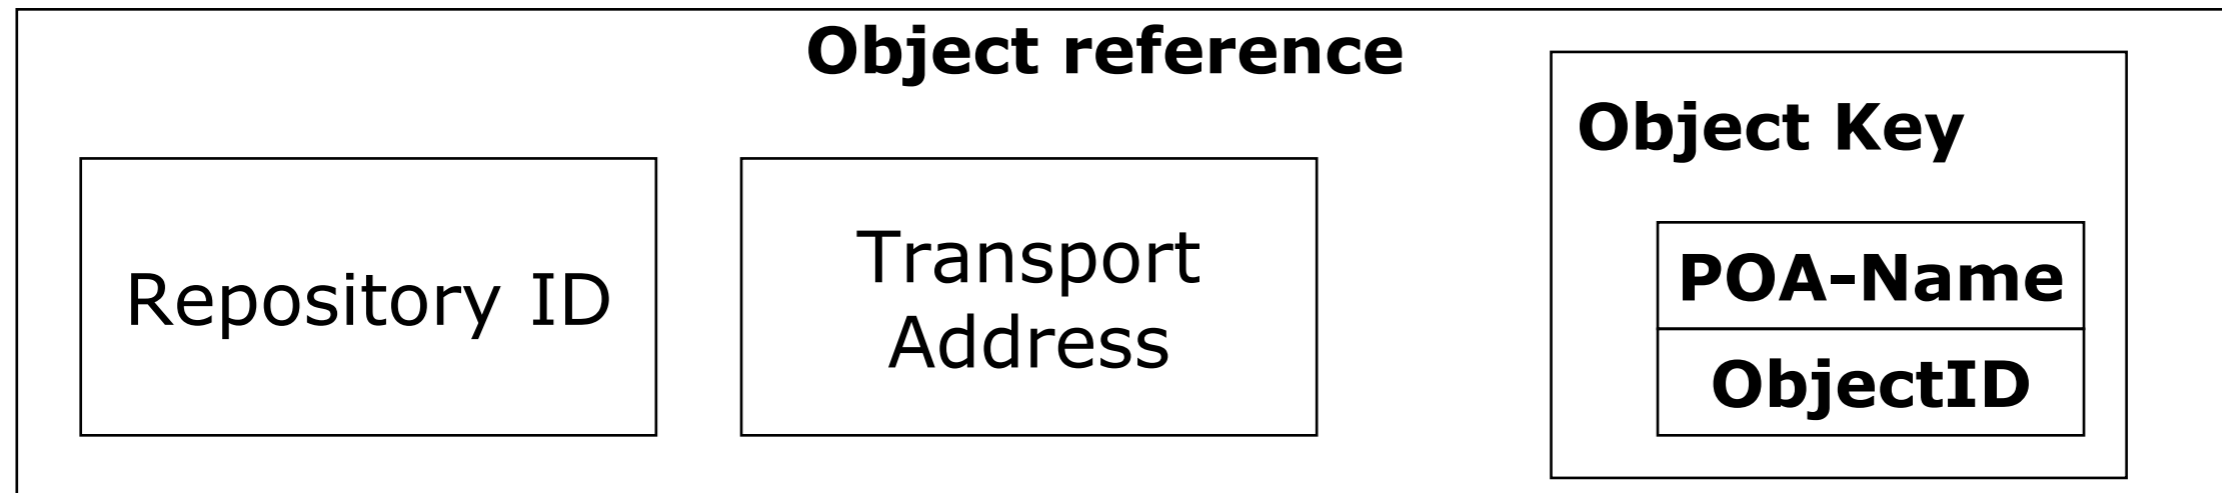 Object reference
Repository ID
Transport
Address
Object Key
POA-Name
ObjectID